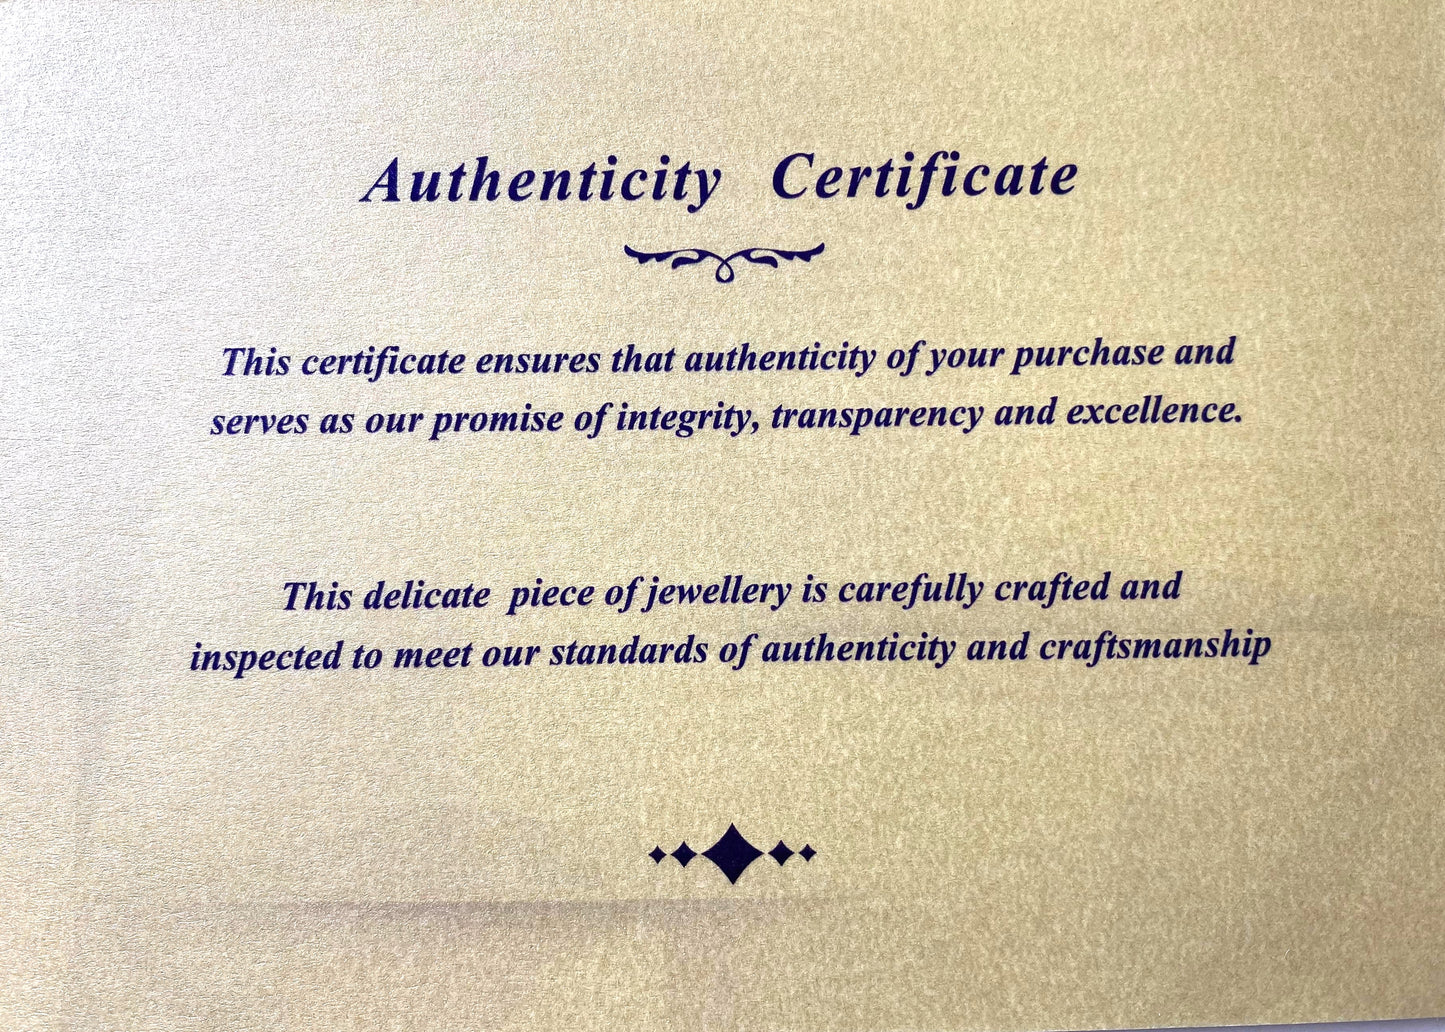 Authenticity Certificate
This certificate ensures that authenticity of your purchase and
serves as our promise of integrity, transparency and excellence.
This delicate piece of jewellery is carefully crafted and
inspected to meet our standards of authenticity and craftsmanship